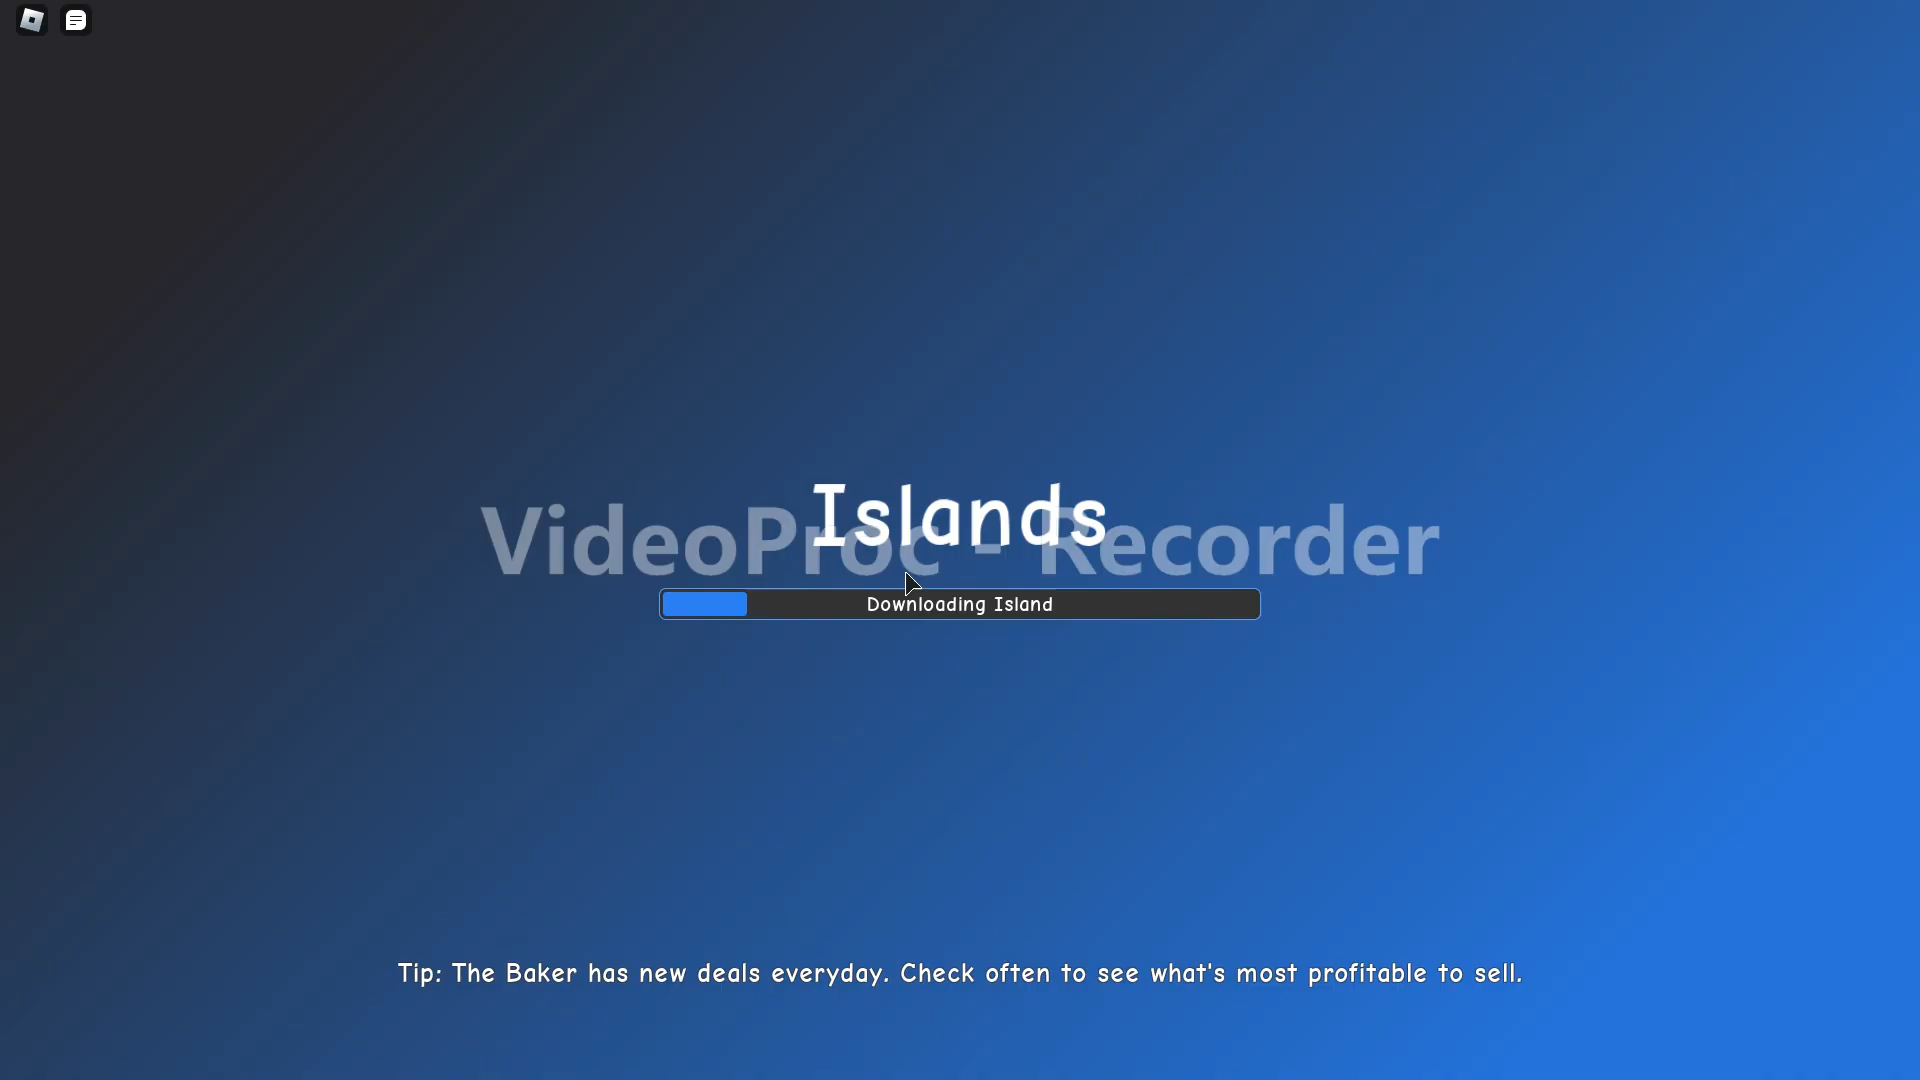 Islands
VideoProc - Recorder
Downloading Island
Tip: The Baker has new deals everyday. Check often to see what's most profitable to sell.